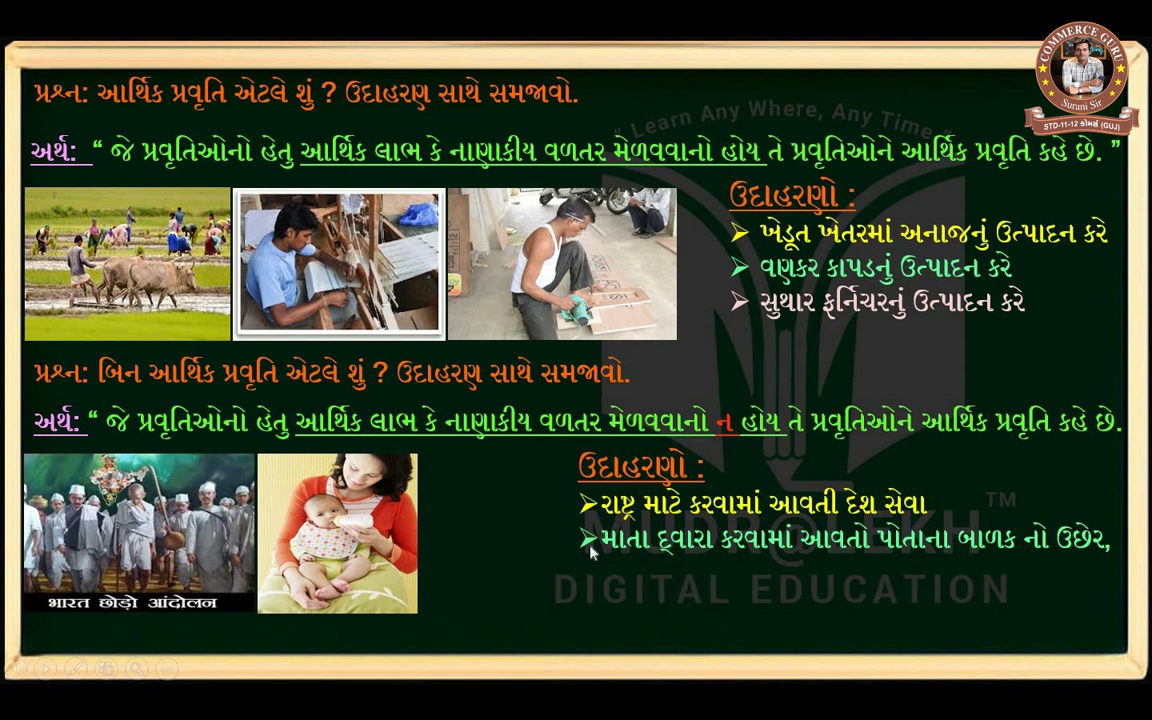 COMMERCE GURU
Surani Sir
STD-11-12 કોમર્સ (GUJ)
પ્રશ્ન: આર્થિક પ્રવૃતિ એટલે શું ? ઉદાહરણ સાથે સમજાવો.
" Learn Any Where, Any Time "
અર્થ: “ જે પ્રવૃતિઓનો હેતુ આર્થિક લાભ કે નાણાકીય વળતર મેળવવાનો હોય તે પ્રવૃતિઓને આર્થિક પ્રવૃતિ કહે છે. ”
ઉદાહરણો :
➢ ખેડૂત ખેતરમાં અનાજનું ઉત્પાદન કરે
➢ વણકર કાપડનું ઉત્પાદન કરે
➢ સુથાર ફર્નિચરનું ઉત્પાદન કરે
પ્રશ્ન: બિન આર્થિક પ્રવૃતિ એટલે શું ? ઉદાહરણ સાથે સમજાવો.
અર્થ: “ જે પ્રવૃતિઓનો હેતુ આર્થિક લાભ કે નાણાકીય વળતર મેળવવાનો ન હોય તે પ્રવૃતિઓને આર્થિક પ્રવૃતિ કહે છે.
ઉદાહરણો :
➢રાષ્ટ્ર માટે કરવામાં આવતી દેશ સેવા
➢માતા દ્વારા કરવામાં આવતો પોતાના બાળક નો ઉછેર,
MUDR@LEKH™
DIGITAL EDUCATION
भारत छोड़ो आंदोलन